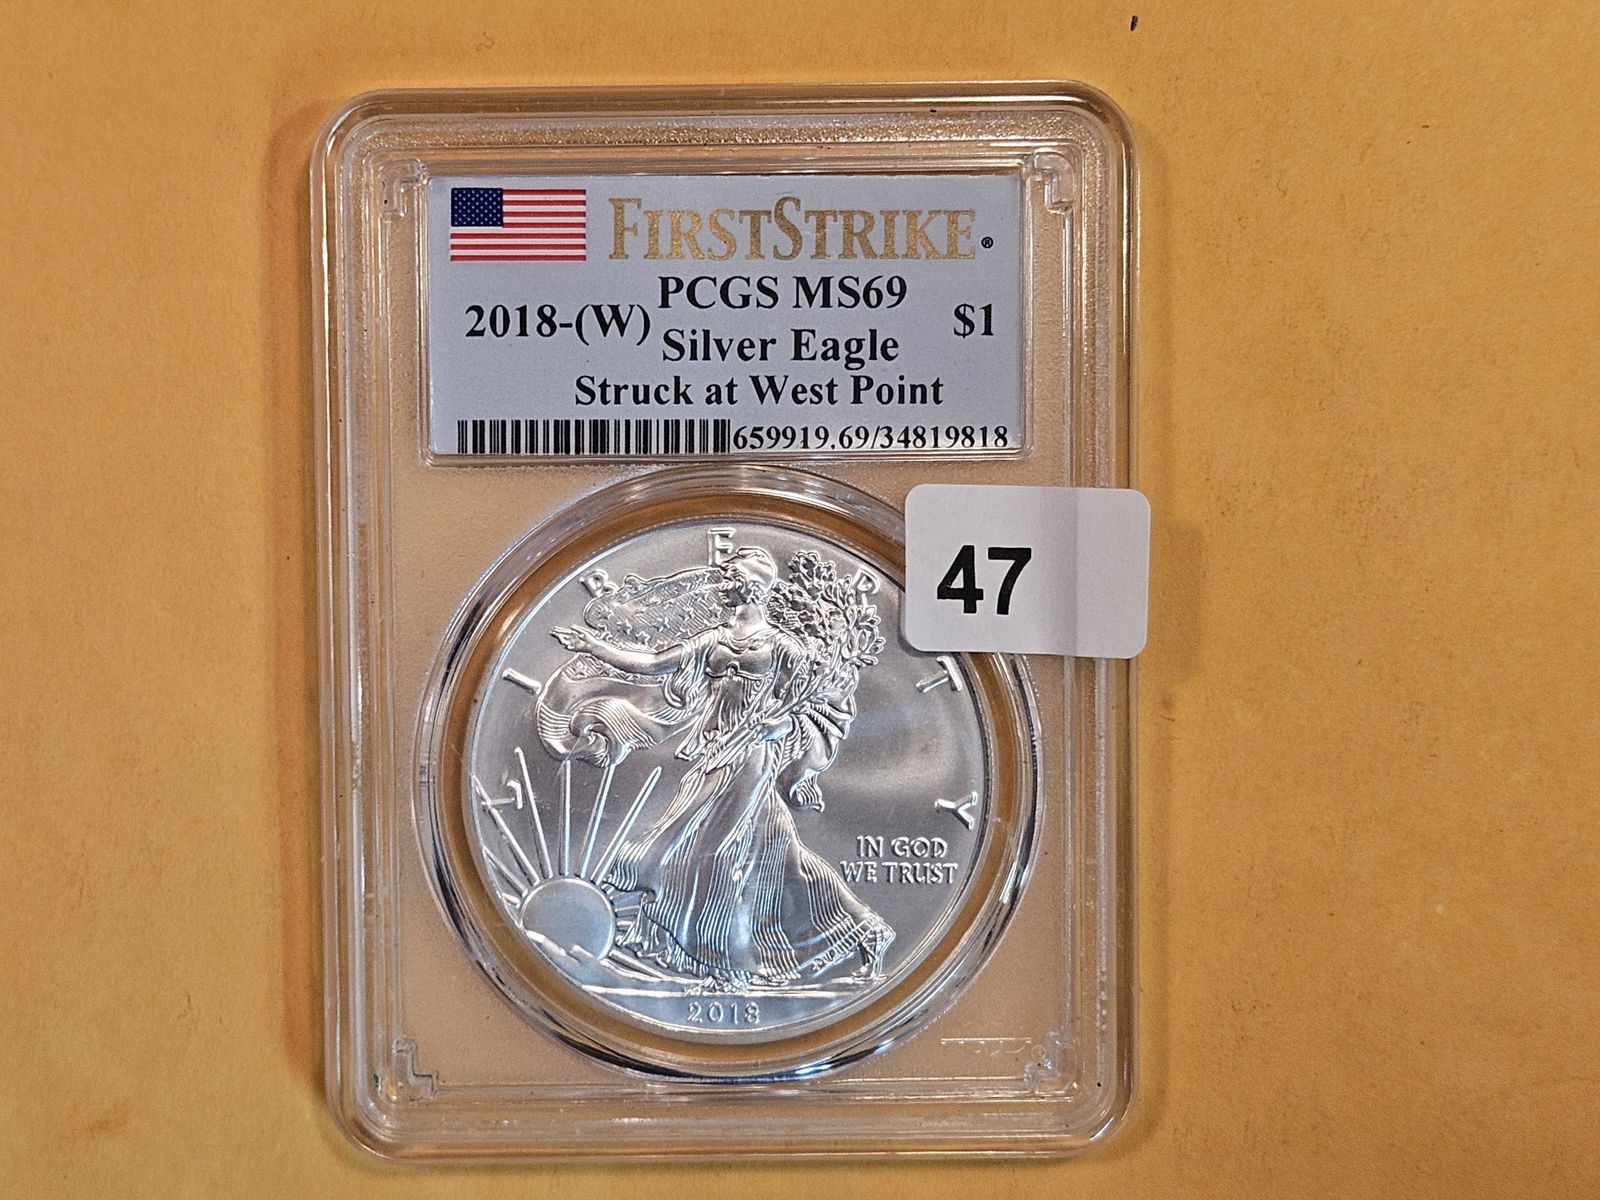 FIRSTSTRIKE®
PCGS MS69
2018-(W) $1
Silver Eagle
Struck at West Point
659919.69/34819818
47
LIBERTY
IN GOD
WE TRUST
2018